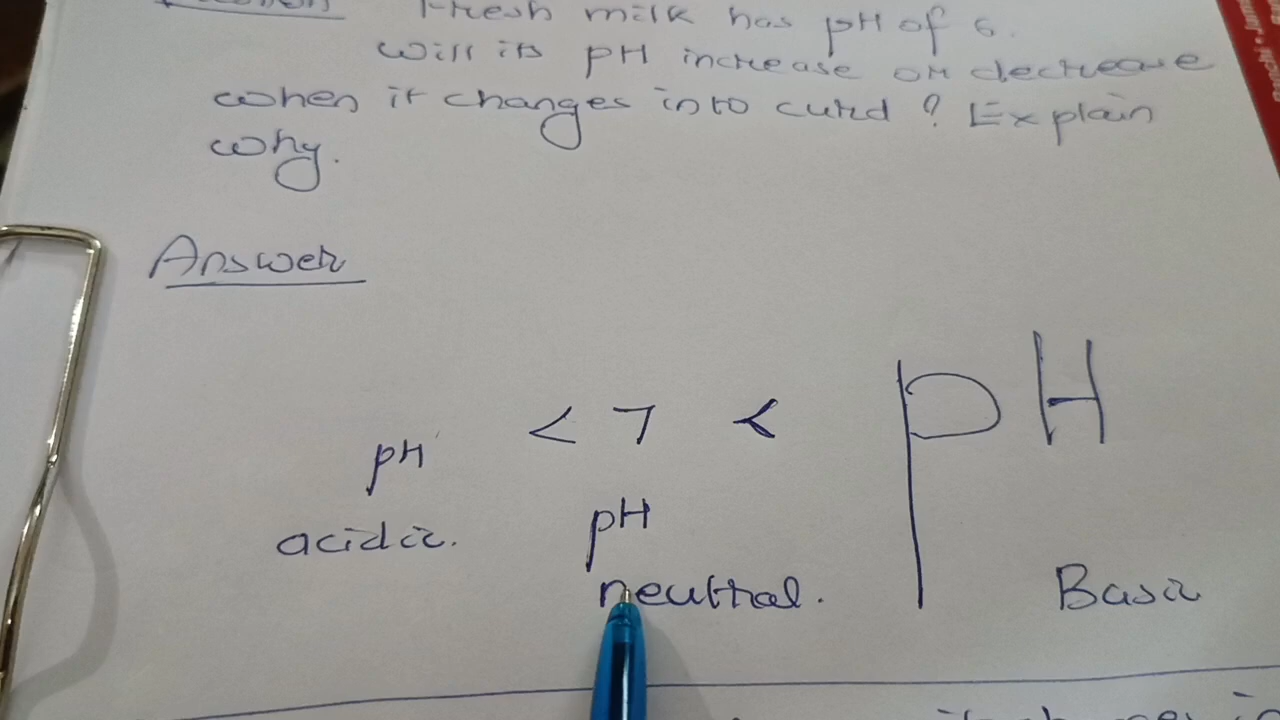 Fresh milk has pH of 6.
will its pH increase or decrease
when it changes into curd ? Explain
why.
Answer
pH < 7 < PH
acidic. pH neutral. Basic